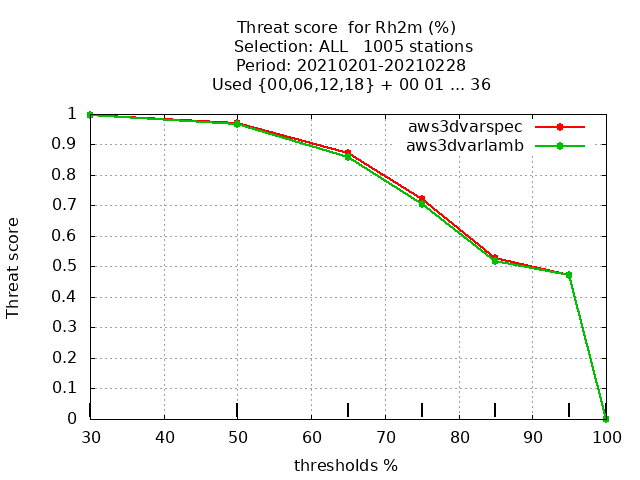 Threat score  for Rh2m (%)
Selection: ALL   1005 stations
Period: 20210201-20210228
Used {00,06,12,18} + 00 01 ... 36
aws3dvarspec
aws3dvarlamb
1
0.9
0.8
0.7
0.6
0.5
0.4
0.3
0.2
0.1
0
Threat score
30 40 50 60 70 80 90 100
thresholds %